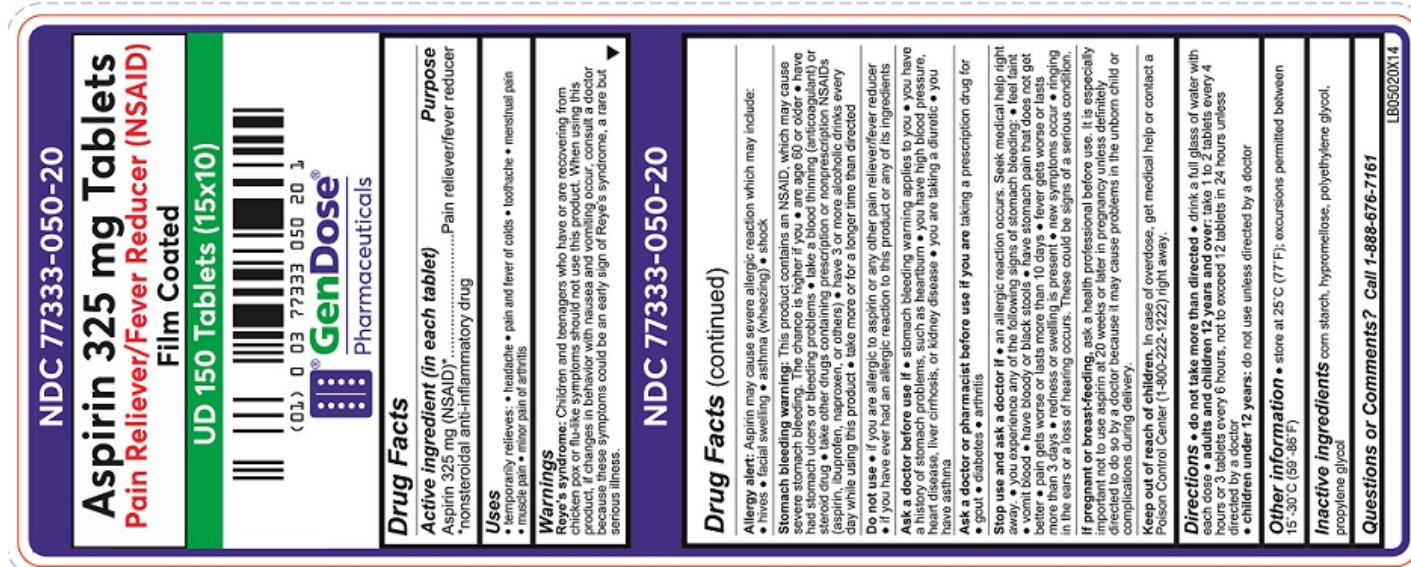 NDC 77333-050-20
Aspirin 325 mg Tablets
Pain Reliever/Fever Reducer (NSAID)
Film Coated
UD 150 Tablets (15x10)
(01) 0 03 77333 050 20 1
GenDose®
Pharmaceuticals
Drug Facts
Active ingredient (in each tablet) Purpose
Aspirin 325 mg (NSAID)*..................Pain reliever/fever reducer
*nonsteroidal anti-inflammatory drug
Uses
• temporarily relieves: • headache • pain and fever of colds • toothache • menstrual pain
• muscle pain • minor pain of arthritis
Warnings
Reye's syndrome: Children and teenagers who have or are recovering from
chicken pox or flu-like symptoms should not use this product. When using this
product, if changes in behavior with nausea and vomiting occur, consult a doctor
because these symptoms could be an early sign of Reye's syndrome, a rare but
serious illness.
NDC 77333-050-20
Drug Facts (continued)
Allergy alert: Aspirin may cause severe allergic reaction which may include:
• hives • facial swelling • asthma (wheezing) • shock
Stomach bleeding warning: This product contains an NSAID, which may cause
severe stomach bleeding. The chance is higher if you • are age 60 or older • have
had stomach ulcers or bleeding problems • take a blood thinning (anticoagulant) or
steroid drug • take other drugs containing prescription or nonprescription NSAIDs
(aspirin, ibuprofen, naproxen, or others) • have 3 or more alcoholic drinks every
day while using this product • take more or for a longer time than directed
Do not use • if you are allergic to aspirin or any other pain reliever/fever reducer
• if you have ever had an allergic reaction to this product or any of its ingredients
Ask a doctor before use if • stomach bleeding warning applies to you • you have
a history of stomach problems, such as heartburn • you have high blood pressure,
heart disease, liver cirrhosis, or kidney disease • you are taking a diuretic • you
have asthma
Ask a doctor or pharmacist before use if you are taking a prescription drug for
• gout • diabetes • arthritis
Stop use and ask a doctor if • an allergic reaction occurs. Seek medical help right
away. • you experience any of the following signs of stomach bleeding: • feel faint
• vomit blood • have bloody or black stools • have stomach pain that does not get
better • pain gets worse or lasts more than 10 days • fever gets worse or lasts
more than 3 days • redness or swelling is present • new symptoms occur • ringing
in the ears or a loss of hearing occurs. These could be signs of a serious condition.
If pregnant or breast-feeding, ask a health professional before use. It is especially
important not to use aspirin at 20 weeks or later in pregnancy unless definitely
directed to do so by a doctor because it may cause problems in the unborn child or
complications during delivery.
Keep out of reach of children. In case of overdose, get medical help or contact a
Poison Control Center (1-800-222-1222) right away.
Directions • do not take more than directed • drink a full glass of water with
each dose • adults and children 12 years and over: take 1 to 2 tablets every 4
hours or 3 tablets every 6 hours, not to exceed 12 tablets in 24 hours unless
directed by a doctor
• children under 12 years: do not use unless directed by a doctor
Other information • store at 25°C (77°F); excursions permitted between
15°-30°C (59°-86°F)
Inactive ingredients corn starch, hypromellose, polyethylene glycol,
propylene glycol
Questions or Comments? Call 1-888-676-7161
LB05020X14